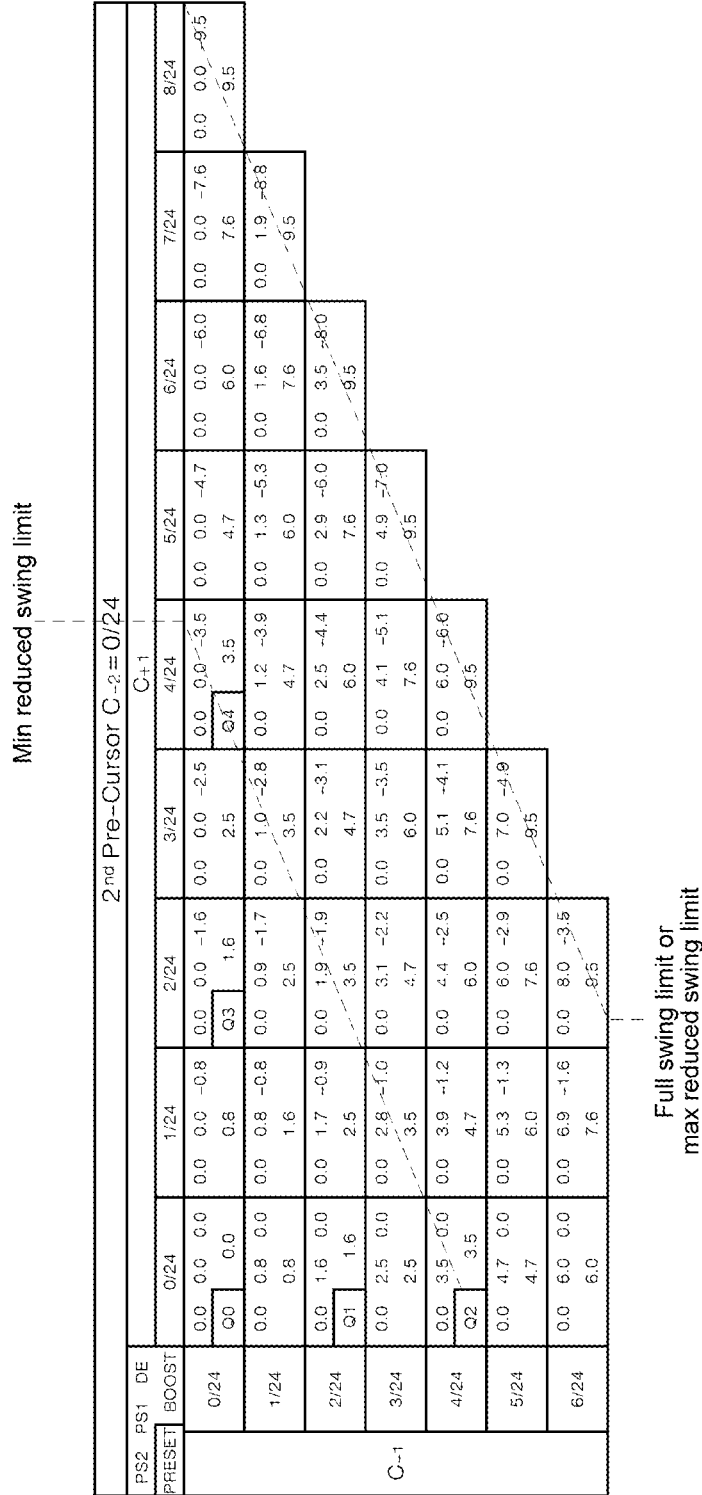 Min reduced swing limit
2nd Pre-Cursor C-2 = 0/24
PS2 PS1 DE C+1
PRESET BOOST 0/24 1/24 2/24 3/24 4/24 5/24 6/24 7/24 8/24
C-1
0/24
0.0 0.0 0.0
Q0 0.0
0.0 0.0 -0.8
0.8
0.0 0.0 -1.6
Q3 1.6
0.0 0.0 -2.5
2.5
0.0 0.0 -3.5
Q4 3.5
0.0 0.0 -4.7
4.7
0.0 0.0 -6.0
6.0
0.0 0.0 -7.6
7.6
0.0 0.0 -9.5
9.5
1/24
0.0 0.8 0.0
0.8
0.0 0.8 -0.8
1.6
0.0 0.9 -1.7
2.5
0.0 1.0 -2.8
3.5
0.0 1.2 -3.9
4.7
0.0 1.3 -5.3
6.0
0.0 1.6 -6.8
7.6
0.0 1.9 -8.8
9.5
2/24
0.0 1.6 0.0
Q1 1.6
0.0 1.7 -0.9
2.5
0.0 1.9 -1.9
3.5
0.0 2.2 -3.1
4.7
0.0 2.5 -4.4
6.0
0.0 2.9 -6.0
7.6
0.0 3.5 -8.0
9.5
3/24
0.0 2.5 0.0
2.5
0.0 2.8 -1.0
3.5
0.0 3.1 -2.2
4.7
0.0 3.5 -3.5
6.0
0.0 4.1 -5.1
7.6
0.0 4.9 -7.0
9.5
4/24
0.0 3.5 0.0
Q2 3.5
0.0 3.9 -1.2
4.7
0.0 4.4 -2.5
6.0
0.0 5.1 -4.1
7.6
0.0 6.0 -6.0
9.5
5/24
0.0 4.7 0.0
4.7
0.0 5.3 -1.3
6.0
0.0 6.0 -2.9
7.6
0.0 7.0 -4.9
9.5
6/24
0.0 6.0 0.0
6.0
0.0 6.9 -1.6
7.6
0.0 8.0 -3.5
9.5
Full swing limit or
max reduced swing limit